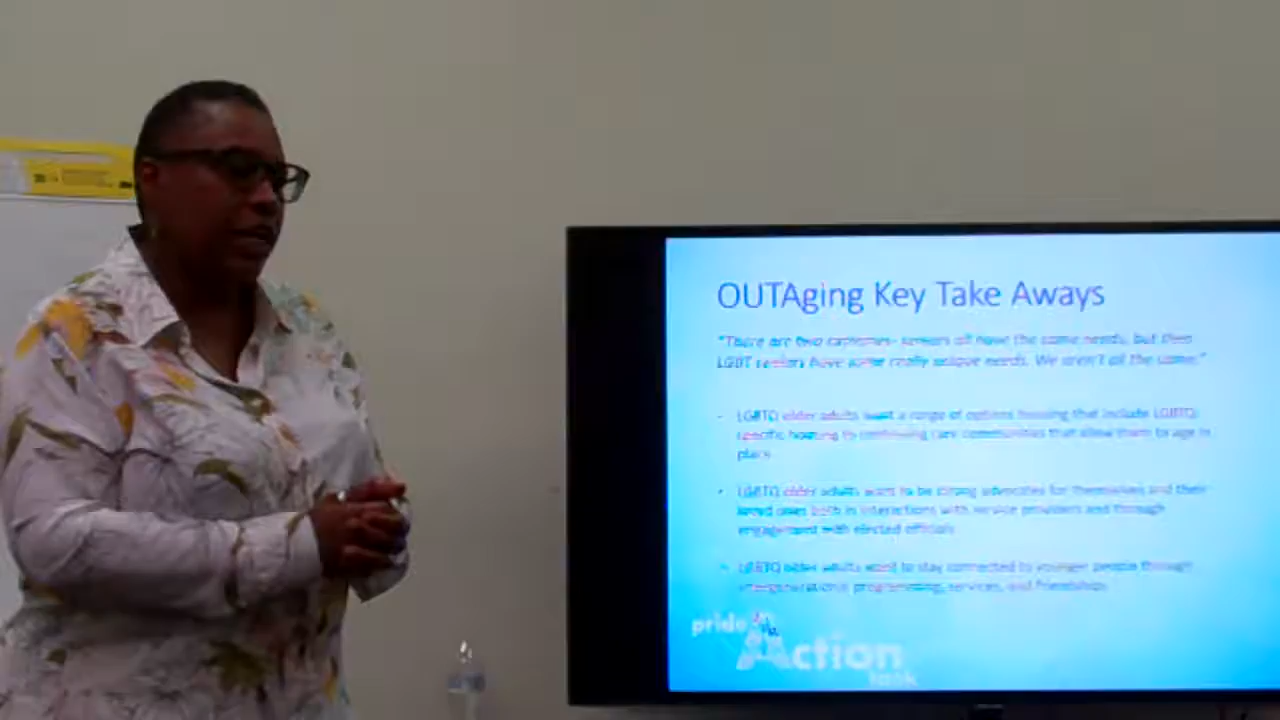 OUTAging Key Take Aways
"There are two extremes- seniors all have the same needs, but then
LGBT seniors have some really unique needs. We aren't all the same."
- LGBTQ older adults want a range of options housing that include LGBTQ
specific housing to continuing care communities that allow them to age in
place
- LGBTQ older adults want to be strong advocates for themselves and their
loved ones both in interactions with service providers and through
engagement with elected officials
- LGBTQ older adults want to stay connected to younger people through
intergenerational programming, services, and friendships
pride
Action
tank